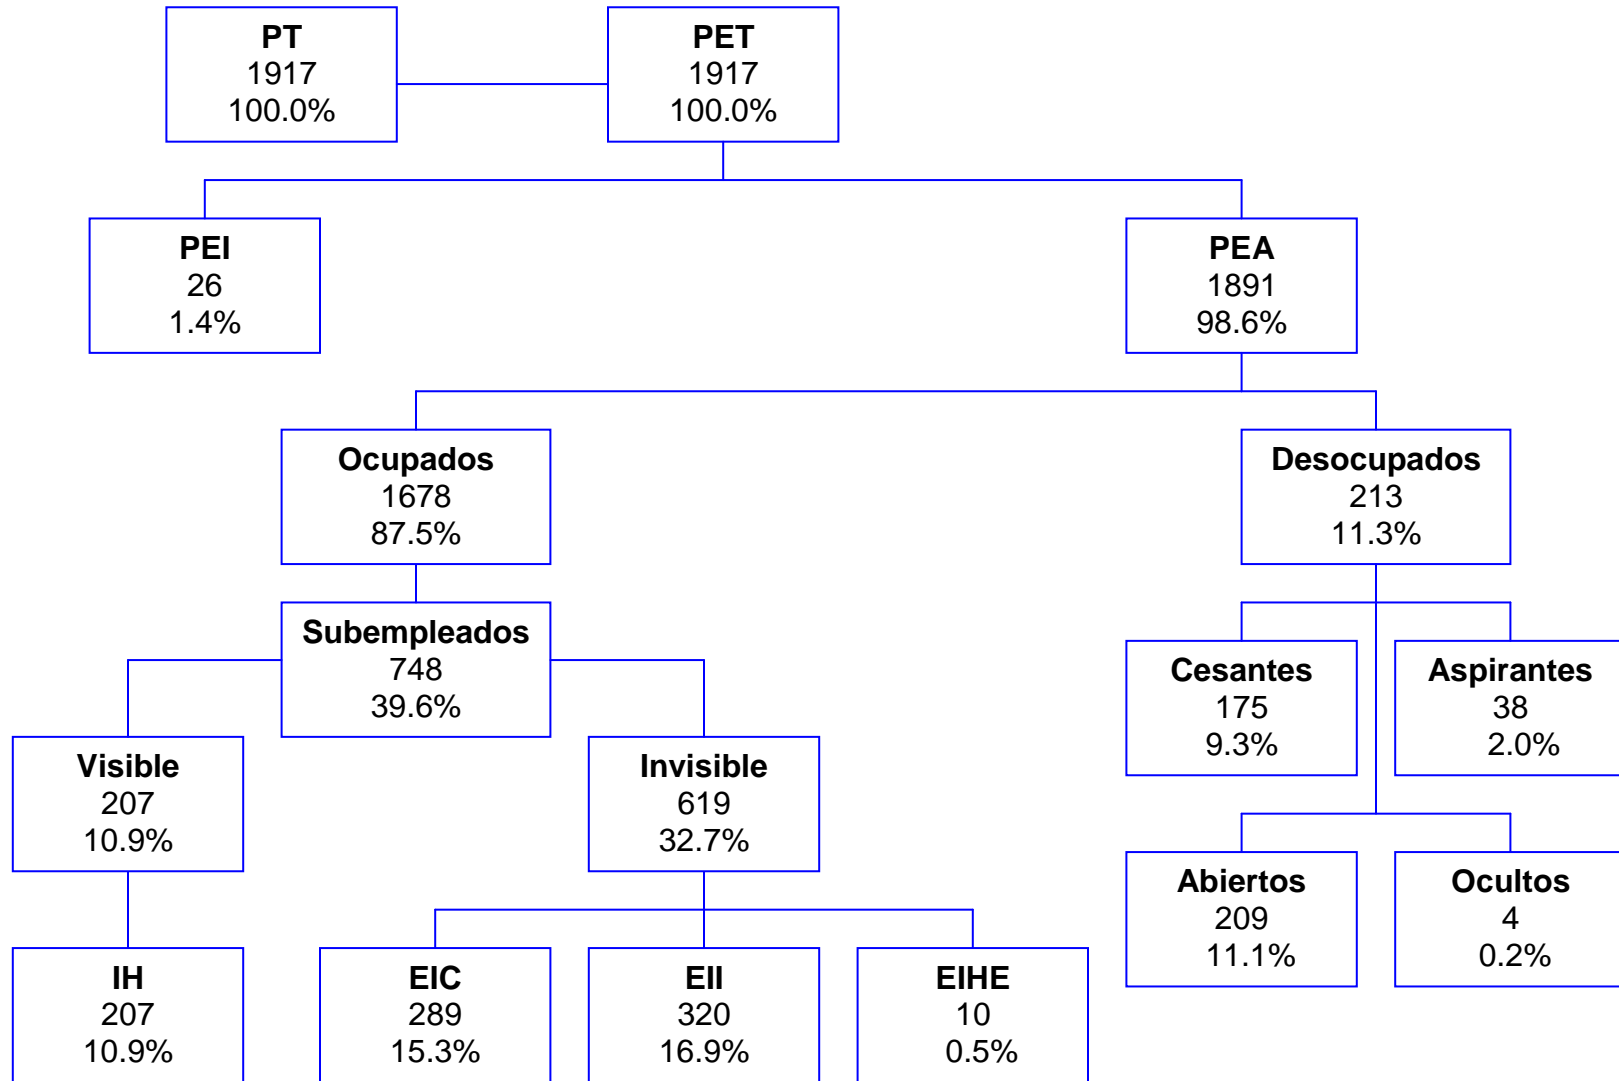 PT
1917
100.0%
PET
1917
100.0%
PEI
26
1.4%
PEA
1891
98.6%
Ocupados
1678
87.5%
Desocupados
213
11.3%
Subempleados
748
39.6%
Cesantes
175
9.3%
Aspirantes
38
2.0%
Visible
207
10.9%
Invisible
619
32.7%
Abiertos
209
11.1%
Ocultos
4
0.2%
IH
207
10.9%
EIC
289
15.3%
EII
320
16.9%
EIHE
10
0.5%